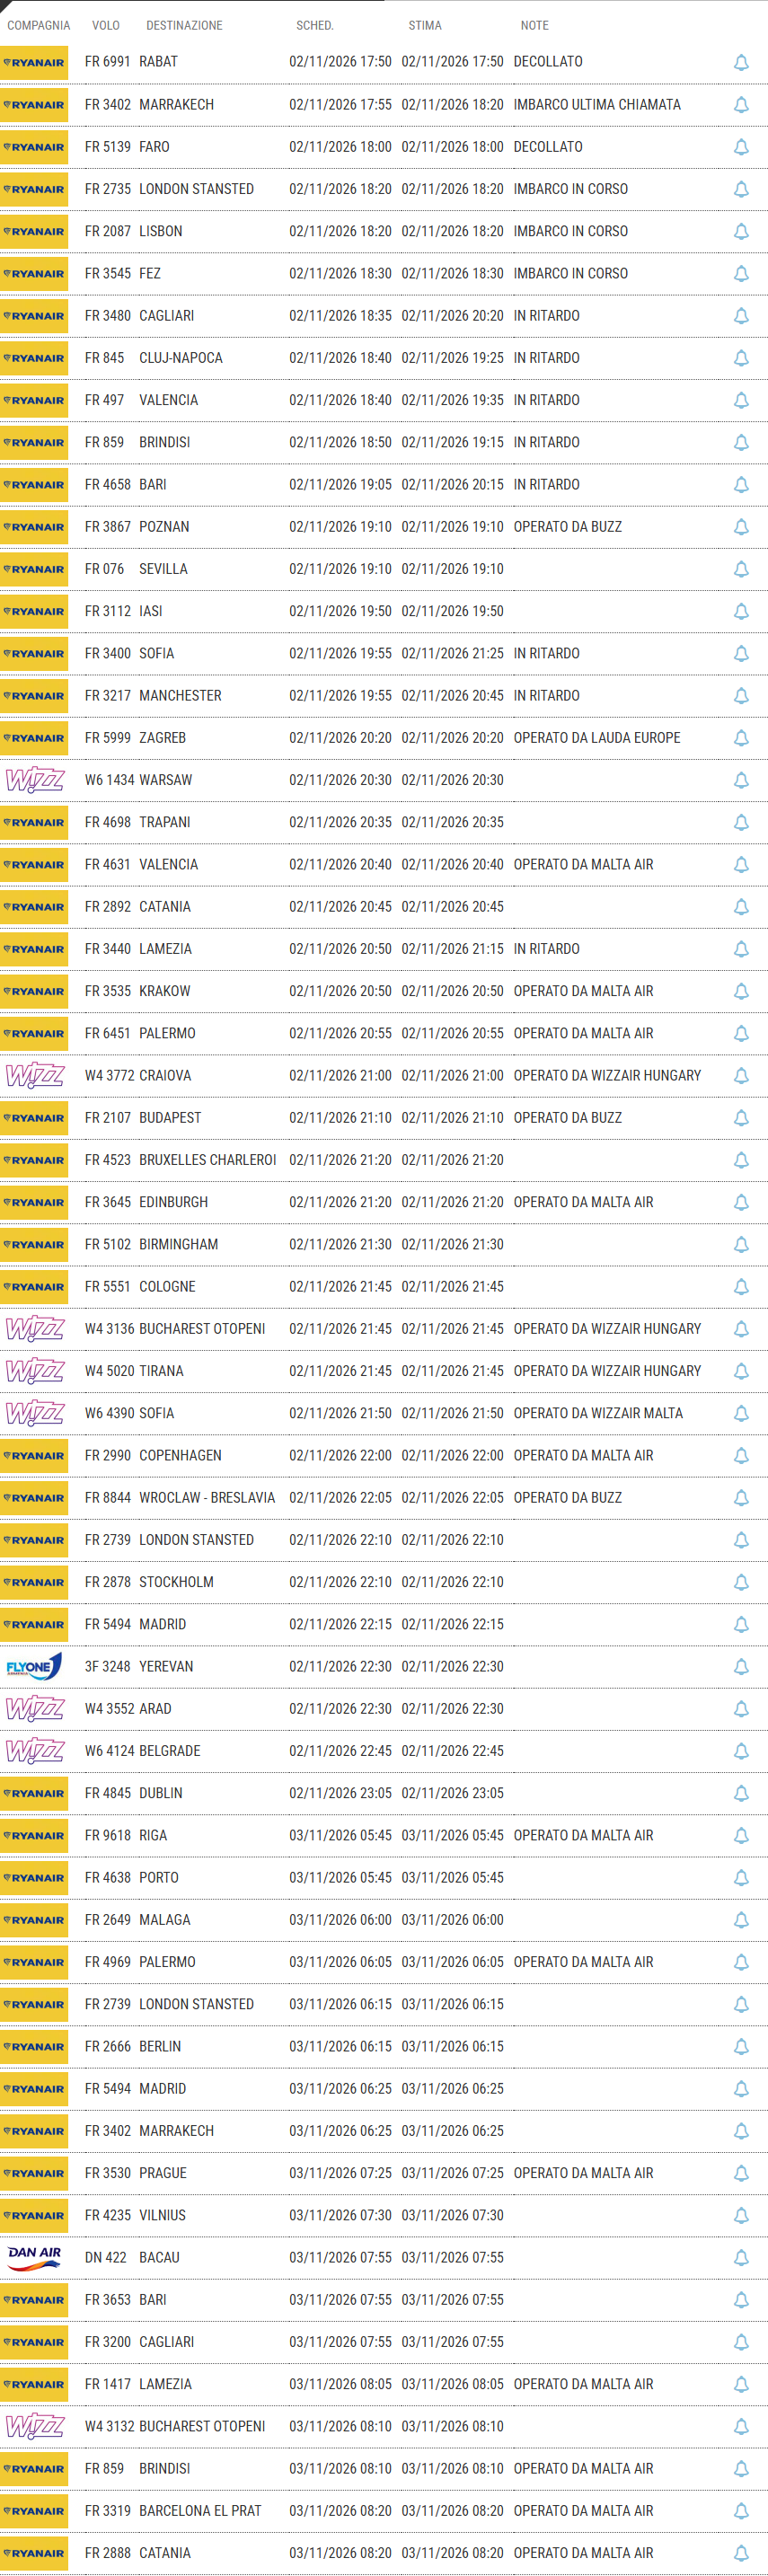 COMPAGNIA VOLO DESTINAZIONE SCHED. STIMA NOTE
RYANAIR FR 6991 RABAT 02/11/2026 17:50 02/11/2026 17:50 DECOLLATO
RYANAIR FR 3402 MARRAKECH 02/11/2026 17:55 02/11/2026 18:20 IMBARCO ULTIMA CHIAMATA
RYANAIR FR 5139 FARO 02/11/2026 18:00 02/11/2026 18:00 DECOLLATO
RYANAIR FR 2735 LONDON STANSTED 02/11/2026 18:20 02/11/2026 18:20 IMBARCO IN CORSO
RYANAIR FR 2087 LISBON 02/11/2026 18:20 02/11/2026 18:20 IMBARCO IN CORSO
RYANAIR FR 3545 FEZ 02/11/2026 18:30 02/11/2026 18:30 IMBARCO IN CORSO
RYANAIR FR 3480 CAGLIARI 02/11/2026 18:35 02/11/2026 20:20 IN RITARDO
RYANAIR FR 845 CLUJ-NAPOCA 02/11/2026 18:40 02/11/2026 19:25 IN RITARDO
RYANAIR FR 497 VALENCIA 02/11/2026 18:40 02/11/2026 19:35 IN RITARDO
RYANAIR FR 859 BRINDISI 02/11/2026 18:50 02/11/2026 19:15 IN RITARDO
RYANAIR FR 4658 BARI 02/11/2026 19:05 02/11/2026 20:15 IN RITARDO
RYANAIR FR 3867 POZNAN 02/11/2026 19:10 02/11/2026 19:10 OPERATO DA BUZZ
RYANAIR FR 076 SEVILLA 02/11/2026 19:10 02/11/2026 19:10
RYANAIR FR 3112 IASI 02/11/2026 19:50 02/11/2026 19:50
RYANAIR FR 3400 SOFIA 02/11/2026 19:55 02/11/2026 21:25 IN RITARDO
RYANAIR FR 3217 MANCHESTER 02/11/2026 19:55 02/11/2026 20:45 IN RITARDO
RYANAIR FR 5999 ZAGREB 02/11/2026 20:20 02/11/2026 20:20 OPERATO DA LAUDA EUROPE
WIZZ W6 1434 WARSAW 02/11/2026 20:30 02/11/2026 20:30
RYANAIR FR 4698 TRAPANI 02/11/2026 20:35 02/11/2026 20:35
RYANAIR FR 4631 VALENCIA 02/11/2026 20:40 02/11/2026 20:40 OPERATO DA MALTA AIR
RYANAIR FR 2892 CATANIA 02/11/2026 20:45 02/11/2026 20:45
RYANAIR FR 3440 LAMEZIA 02/11/2026 20:50 02/11/2026 21:15 IN RITARDO
RYANAIR FR 3535 KRAKOW 02/11/2026 20:50 02/11/2026 20:50 OPERATO DA MALTA AIR
RYANAIR FR 6451 PALERMO 02/11/2026 20:55 02/11/2026 20:55 OPERATO DA MALTA AIR
WIZZ W4 3772 CRAIOVA 02/11/2026 21:00 02/11/2026 21:00 OPERATO DA WIZZAIR HUNGARY
RYANAIR FR 2107 BUDAPEST 02/11/2026 21:10 02/11/2026 21:10 OPERATO DA BUZZ
RYANAIR FR 4523 BRUXELLES CHARLEROI 02/11/2026 21:20 02/11/2026 21:20
RYANAIR FR 3645 EDINBURGH 02/11/2026 21:20 02/11/2026 21:20 OPERATO DA MALTA AIR
RYANAIR FR 5102 BIRMINGHAM 02/11/2026 21:30 02/11/2026 21:30
RYANAIR FR 5551 COLOGNE 02/11/2026 21:45 02/11/2026 21:45
WIZZ W4 3136 BUCHAREST OTOPENI 02/11/2026 21:45 02/11/2026 21:45 OPERATO DA WIZZAIR HUNGARY
WIZZ W4 5020 TIRANA 02/11/2026 21:45 02/11/2026 21:45 OPERATO DA WIZZAIR HUNGARY
WIZZ W6 4390 SOFIA 02/11/2026 21:50 02/11/2026 21:50 OPERATO DA WIZZAIR MALTA
RYANAIR FR 2990 COPENHAGEN 02/11/2026 22:00 02/11/2026 22:00 OPERATO DA MALTA AIR
RYANAIR FR 8844 WROCLAW - BRESLAVIA 02/11/2026 22:05 02/11/2026 22:05 OPERATO DA BUZZ
RYANAIR FR 2739 LONDON STANSTED 02/11/2026 22:10 02/11/2026 22:10
RYANAIR FR 2878 STOCKHOLM 02/11/2026 22:10 02/11/2026 22:10
RYANAIR FR 5494 MADRID 02/11/2026 22:15 02/11/2026 22:15
FLYONE ARMENIA 3F 3248 YEREVAN 02/11/2026 22:30 02/11/2026 22:30
WIZZ W4 3552 ARAD 02/11/2026 22:30 02/11/2026 22:30
WIZZ W6 4124 BELGRADE 02/11/2026 22:45 02/11/2026 22:45
RYANAIR FR 4845 DUBLIN 02/11/2026 23:05 02/11/2026 23:05
RYANAIR FR 9618 RIGA 03/11/2026 05:45 03/11/2026 05:45 OPERATO DA MALTA AIR
RYANAIR FR 4638 PORTO 03/11/2026 05:45 03/11/2026 05:45
RYANAIR FR 2649 MALAGA 03/11/2026 06:00 03/11/2026 06:00
RYANAIR FR 4969 PALERMO 03/11/2026 06:05 03/11/2026 06:05 OPERATO DA MALTA AIR
RYANAIR FR 2739 LONDON STANSTED 03/11/2026 06:15 03/11/2026 06:15
RYANAIR FR 2666 BERLIN 03/11/2026 06:15 03/11/2026 06:15
RYANAIR FR 5494 MADRID 03/11/2026 06:25 03/11/2026 06:25
RYANAIR FR 3402 MARRAKECH 03/11/2026 06:25 03/11/2026 06:25
RYANAIR FR 3530 PRAGUE 03/11/2026 07:25 03/11/2026 07:25 OPERATO DA MALTA AIR
RYANAIR FR 4235 VILNIUS 03/11/2026 07:30 03/11/2026 07:30
DAN AIR DN 422 BACAU 03/11/2026 07:55 03/11/2026 07:55
RYANAIR FR 3653 BARI 03/11/2026 07:55 03/11/2026 07:55
RYANAIR FR 3200 CAGLIARI 03/11/2026 07:55 03/11/2026 07:55
RYANAIR FR 1417 LAMEZIA 03/11/2026 08:05 03/11/2026 08:05 OPERATO DA MALTA AIR
WIZZ W4 3132 BUCHAREST OTOPENI 03/11/2026 08:10 03/11/2026 08:10
RYANAIR FR 859 BRINDISI 03/11/2026 08:10 03/11/2026 08:10 OPERATO DA MALTA AIR
RYANAIR FR 3319 BARCELONA EL PRAT 03/11/2026 08:20 03/11/2026 08:20 OPERATO DA MALTA AIR
RYANAIR FR 2888 CATANIA 03/11/2026 08:20 03/11/2026 08:20 OPERATO DA MALTA AIR